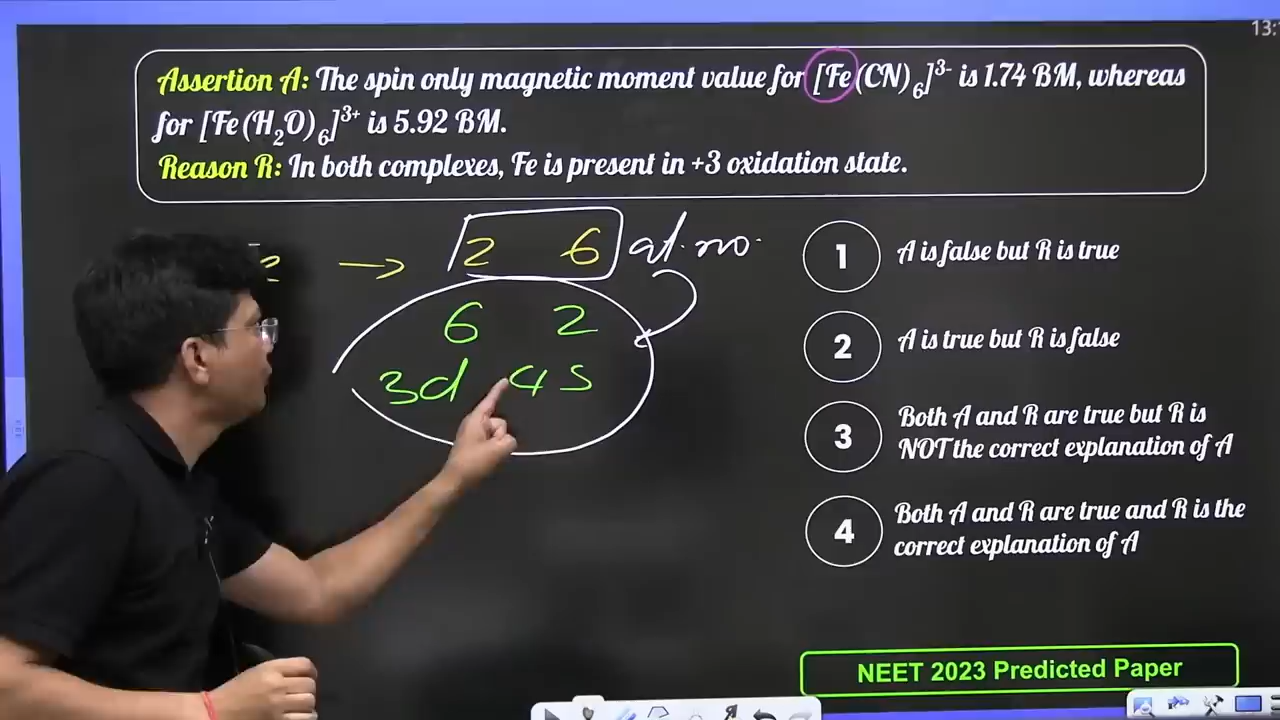 13:
Assertion A: The spin only magnetic moment value for [Fe(CN)₆]³⁻ is 1.74 BM, whereas
for [Fe(H₂O)₆]³⁺ is 5.92 BM.
Reason R: In both complexes, Fe is present in +3 oxidation state.
→ 2 6 at. no.
6 2
3d 4s
1 A is false but R is true
2 A is true but R is false
3 Both A and R are true but R is
NOT the correct explanation of A
4 Both A and R are true and R is the
correct explanation of A
NEET 2023 Predicted Paper